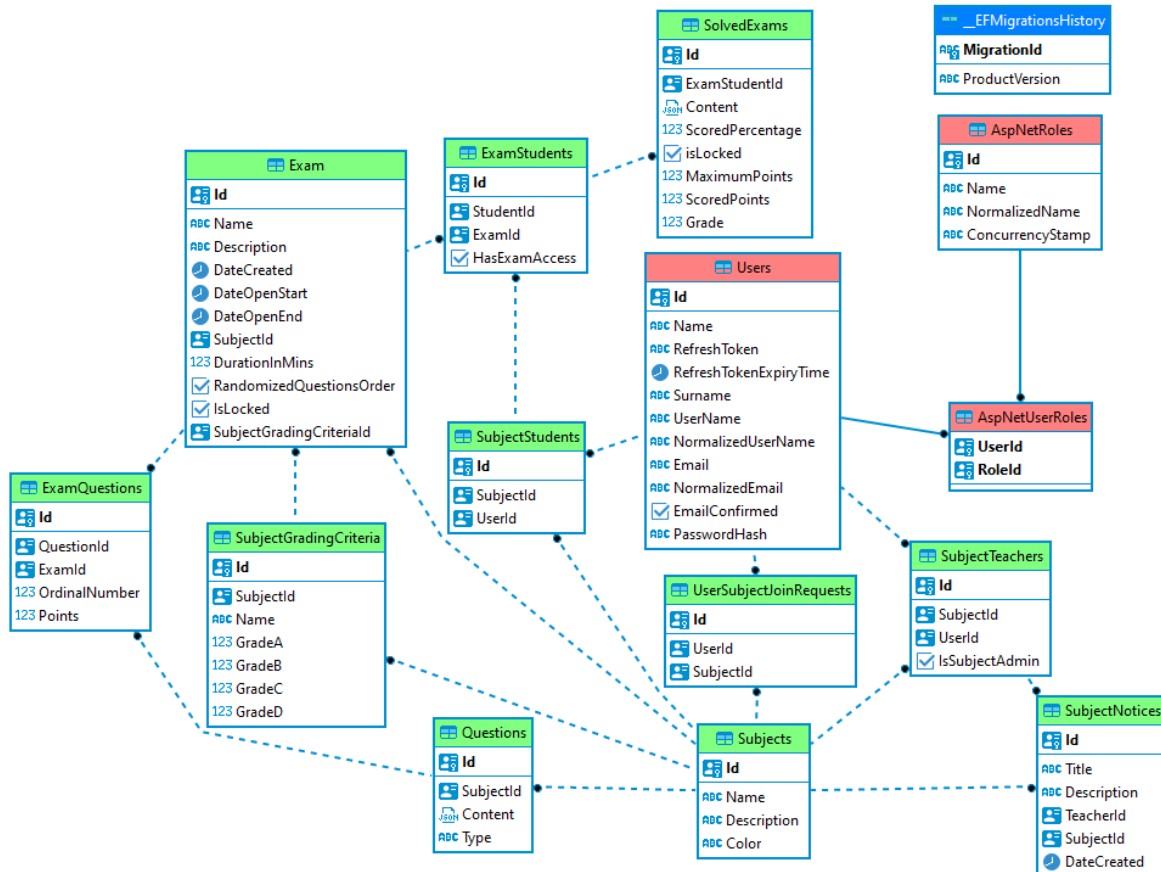 SolvedExams
Id
ExamStudentId
Content
ScoredPercentage
isLocked
MaximumPoints
ScoredPoints
Grade
__EFMigrationsHistory
MigrationId
ProductVersion
AspNetRoles
Id
Name
NormalizedName
ConcurrencyStamp
ExamStudents
Id
StudentId
ExamId
HasExamAccess
Exam
Id
Name
Description
DateCreated
DateOpenStart
DateOpenEnd
SubjectId
DurationInMins
RandomizedQuestionsOrder
IsLocked
SubjectGradingCriteriaId
Users
Id
Name
RefreshToken
RefreshTokenExpiryTime
Surname
UserName
NormalizedUserName
Email
NormalizedEmail
EmailConfirmed
PasswordHash
AspNetUserRoles
UserId
RoleId
SubjectStudents
Id
SubjectId
UserId
ExamQuestions
Id
QuestionId
ExamId
OrdinalNumber
Points
SubjectGradingCriteria
Id
SubjectId
Name
GradeA
GradeB
GradeC
GradeD
UserSubjectJoinRequests
Id
UserId
SubjectId
SubjectTeachers
Id
SubjectId
UserId
IsSubjectAdmin
Questions
Id
SubjectId
Content
Type
Subjects
Id
Name
Description
Color
SubjectNotices
Id
Title
Description
TeacherId
SubjectId
DateCreated